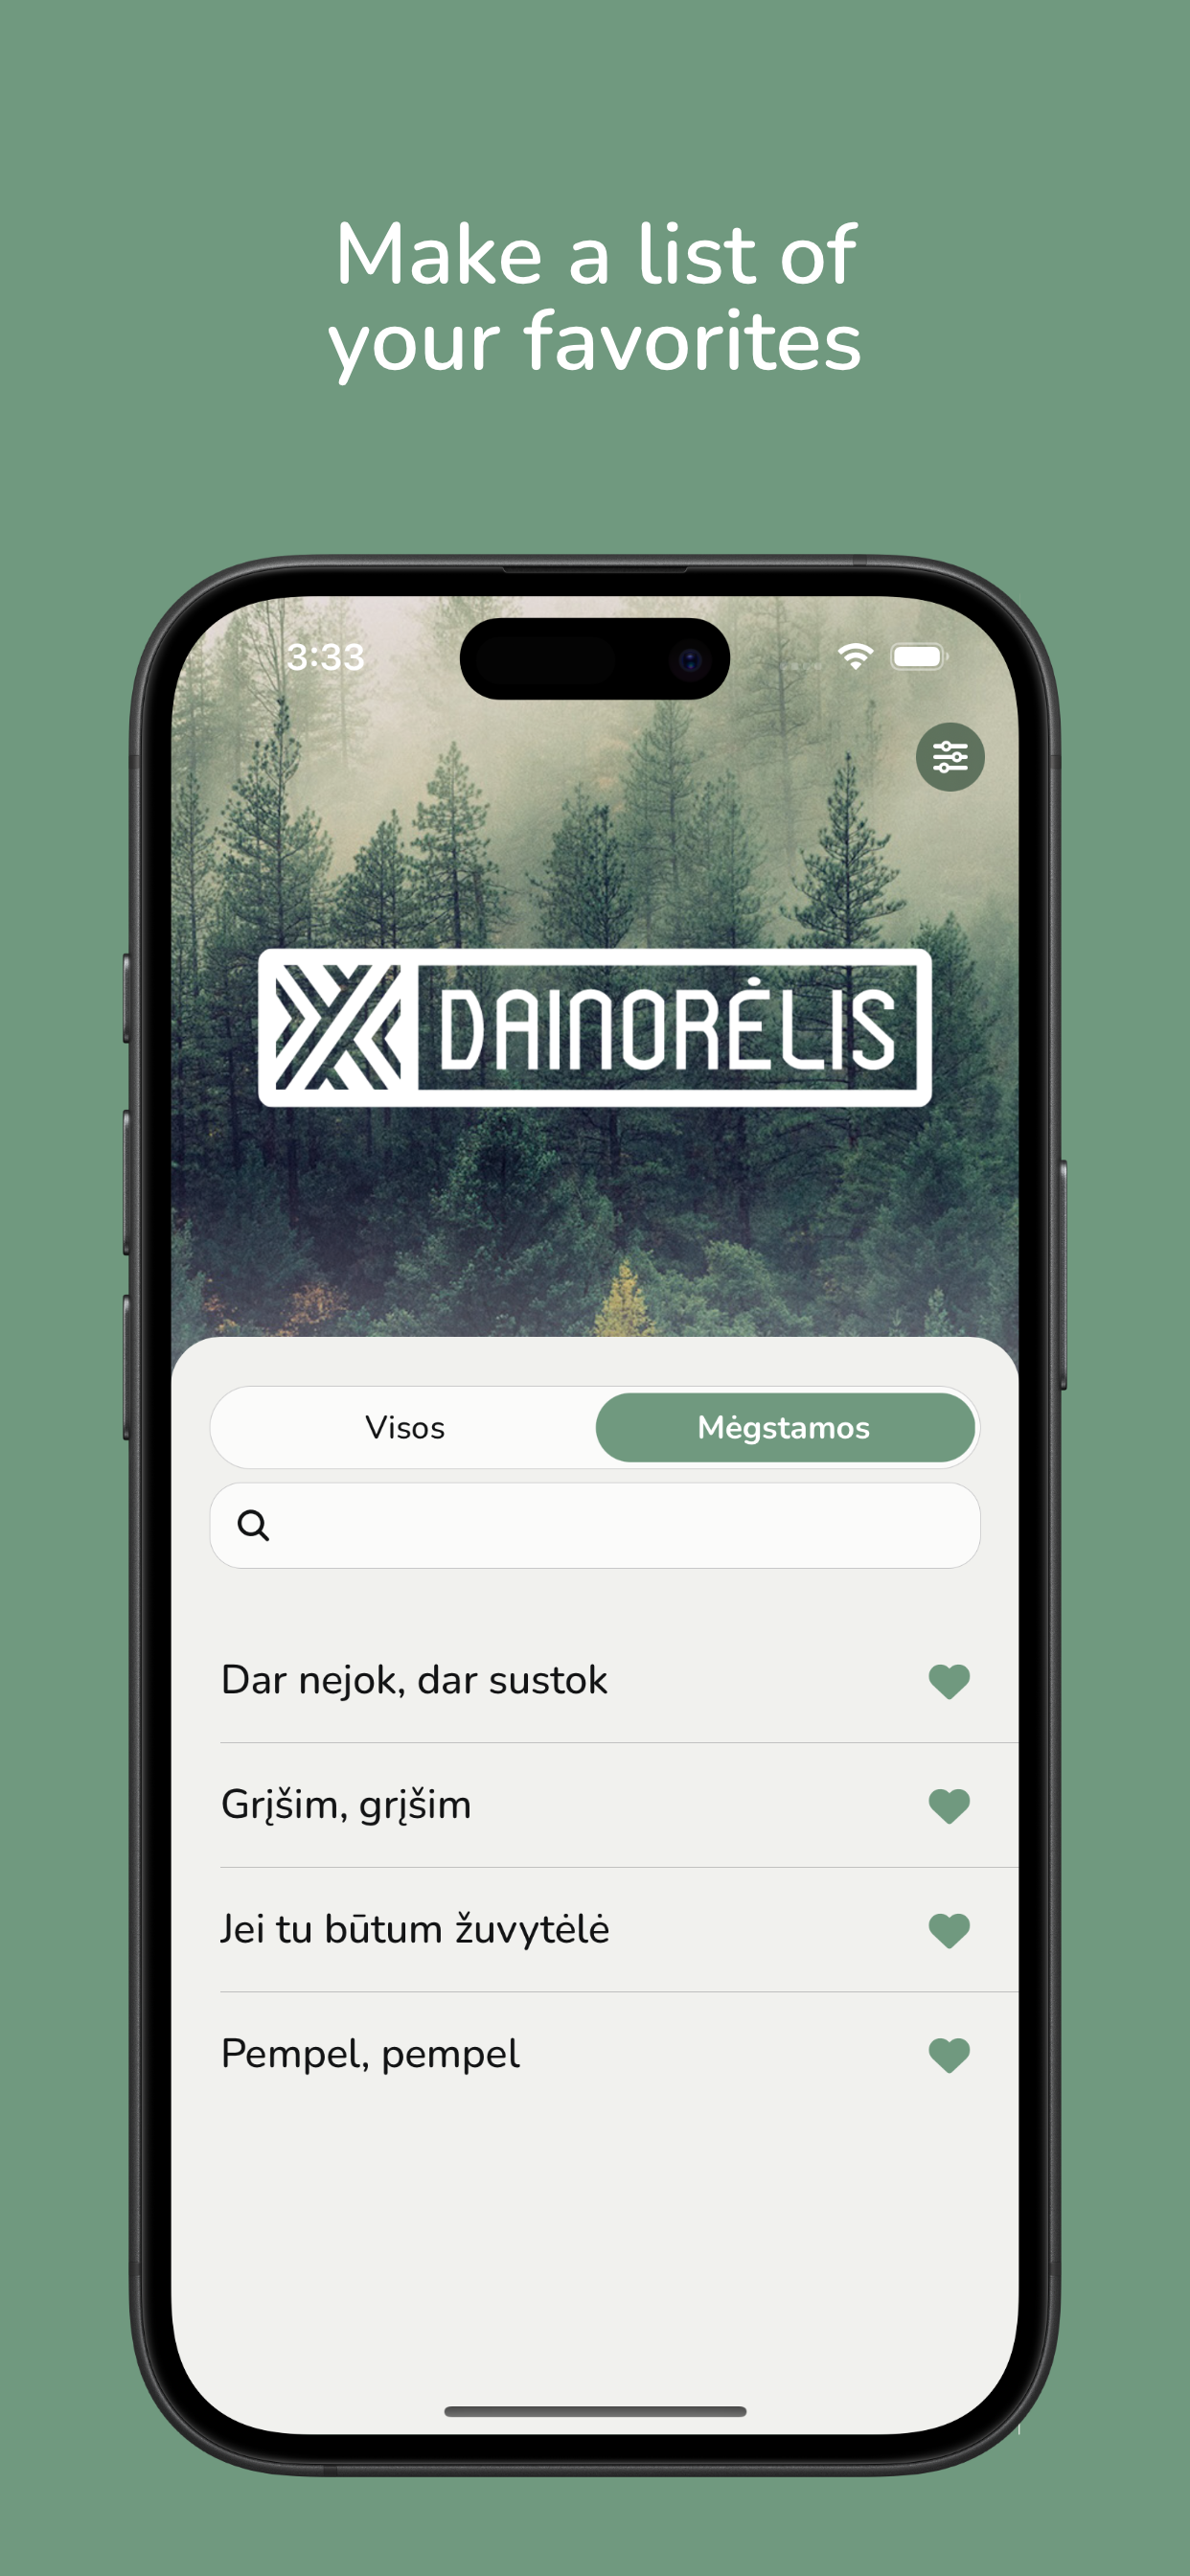 Make a list of
your favorites
3:33
DAINORĖLIS
Visos
Mėgstamos
Dar nejok, dar sustok
Grįšim, grįšim
Jei tu būtum žuvytėlė
Pempel, pempel